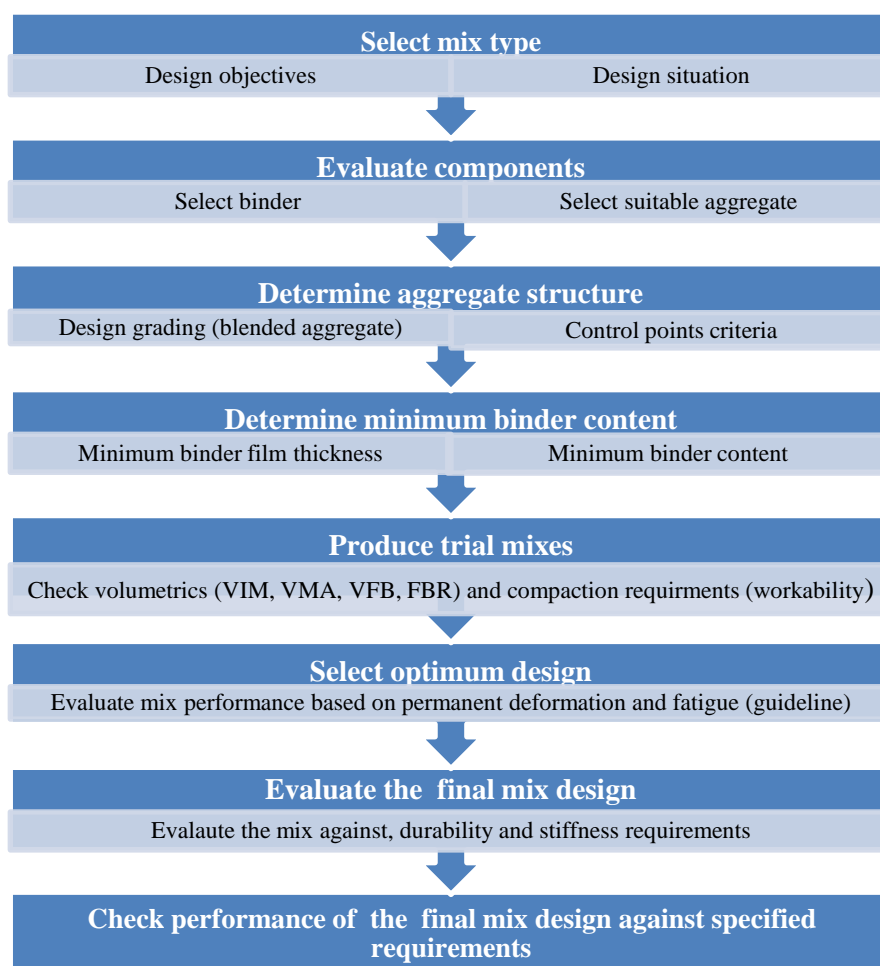 Select mix type
Design objectives
Design situation
Evaluate components
Select binder
Select suitable aggregate
Determine aggregate structure
Design grading (blended aggregate)
Control points criteria
Determine minimum binder content
Minimum binder film thickness
Minimum binder content
Produce trial mixes
Check volumetrics (VIM, VMA, VFB, FBR) and compaction requirments (workability)
Select optimum design
Evaluate mix performance based on permanent deformation and fatigue (guideline)
Evaluate the final mix design
Evalaute the mix against, durability and stiffness requirements
Check performance of the final mix design against specified
requirements